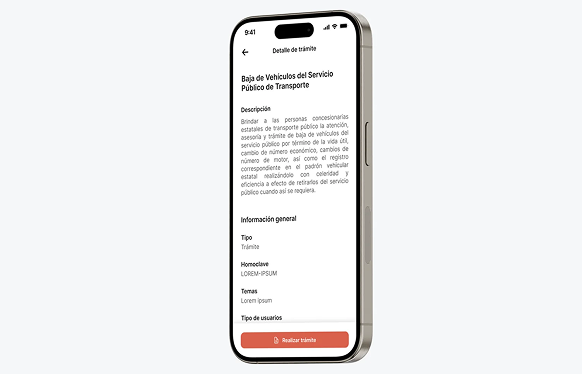 9:41
Detalle de trámite
Baja de Vehículos del Servicio
Público de Transporte
Descripción
Brindar a las personas concesionarias
estatales de transporte público la atención,
asesoría y trámite de baja de vehículos del
servicio público por término de la vida útil,
cambio de número económico, cambios de
número de motor, así como el registro
correspondiente en el padrón vehicular
estatal realizándolo con celeridad y
eficiencia a efecto de retirarlos del servicio
público cuando así se requiera.
Información general
Tipo
Trámite
Homoclave
LOREM-IPSUM
Temas
Lorem ipsum
Tipo de usuarios
Realizar trámite